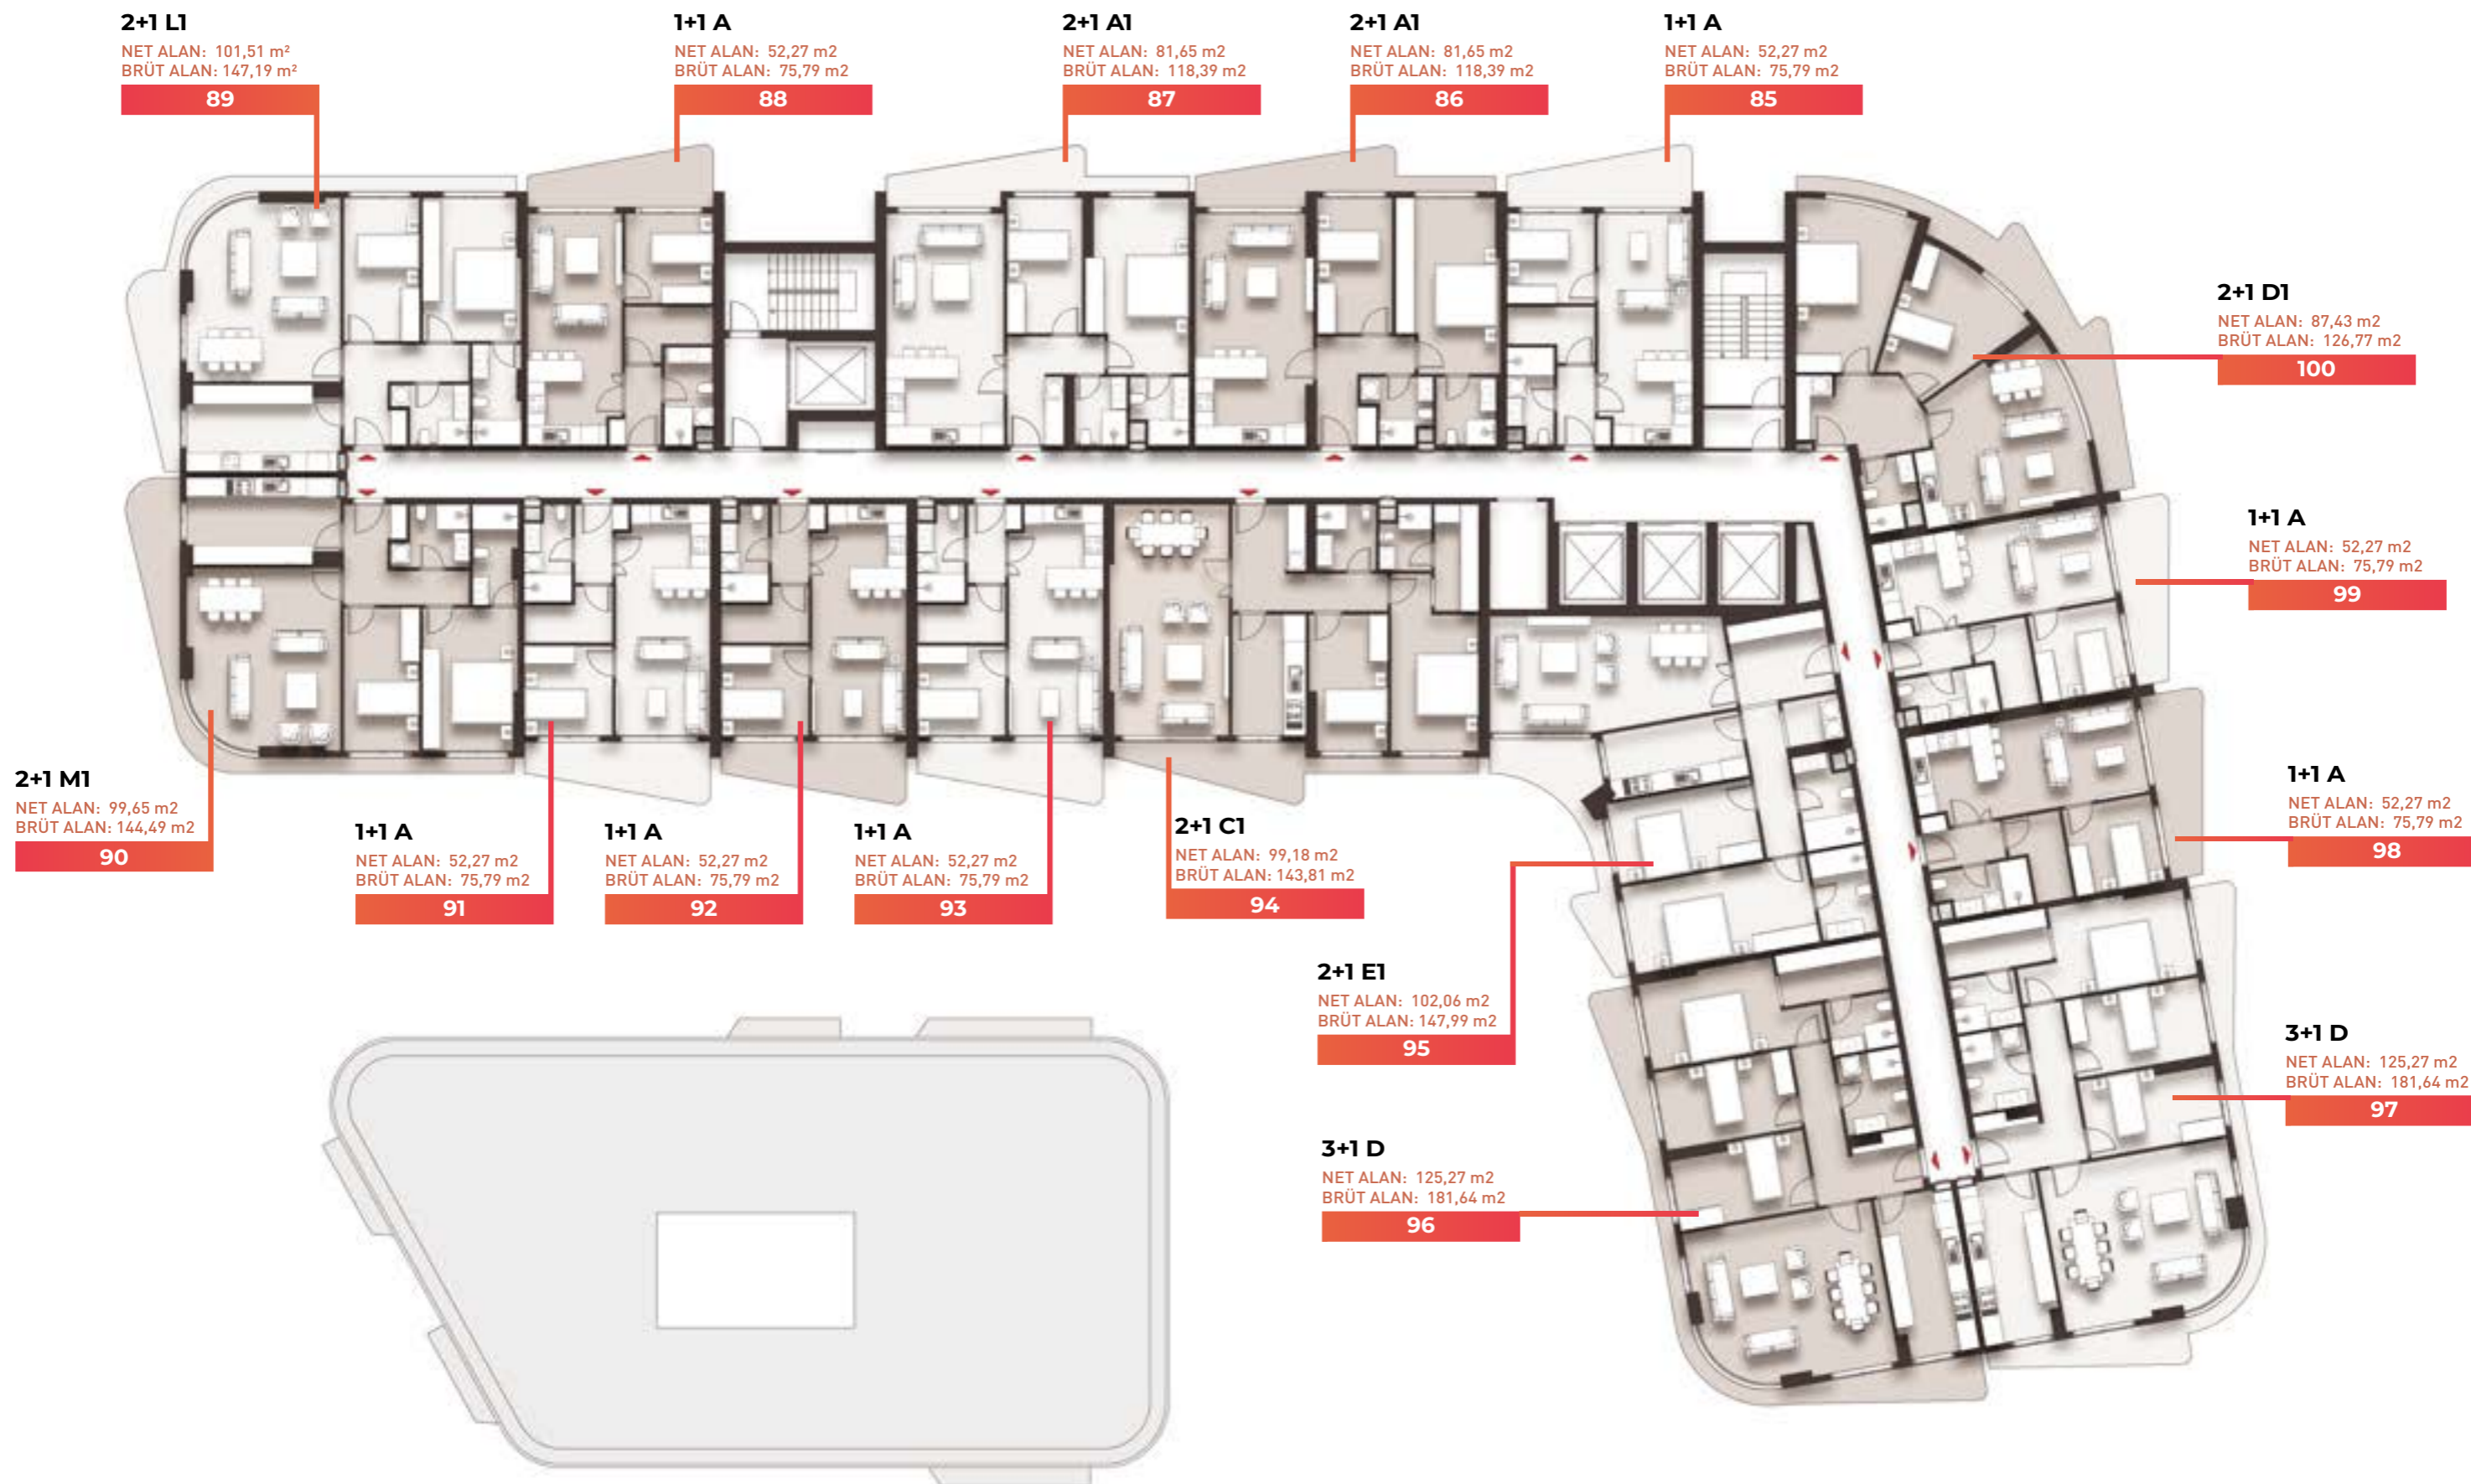 2+1 L1
NET ALAN: 101,51 m²
BRÜT ALAN: 147,19 m²
89
1+1 A
NET ALAN: 52,27 m2
BRÜT ALAN: 75,79 m2
88
2+1 A1
NET ALAN: 81,65 m2
BRÜT ALAN: 118,39 m2
87
2+1 A1
NET ALAN: 81,65 m2
BRÜT ALAN: 118,39 m2
86
1+1 A
NET ALAN: 52,27 m2
BRÜT ALAN: 75,79 m2
85
2+1 D1
NET ALAN: 87,43 m2
BRÜT ALAN: 126,77 m2
100
1+1 A
NET ALAN: 52,27 m2
BRÜT ALAN: 75,79 m2
99
1+1 A
NET ALAN: 52,27 m2
BRÜT ALAN: 75,79 m2
98
2+1 M1
NET ALAN: 99,65 m2
BRÜT ALAN: 144,49 m2
90
1+1 A
NET ALAN: 52,27 m2
BRÜT ALAN: 75,79 m2
91
1+1 A
NET ALAN: 52,27 m2
BRÜT ALAN: 75,79 m2
92
1+1 A
NET ALAN: 52,27 m2
BRÜT ALAN: 75,79 m2
93
2+1 C1
NET ALAN: 99,18 m2
BRÜT ALAN: 143,81 m2
94
2+1 E1
NET ALAN: 102,06 m2
BRÜT ALAN: 147,99 m2
95
3+1 D
NET ALAN: 125,27 m2
BRÜT ALAN: 181,64 m2
97
3+1 D
NET ALAN: 125,27 m2
BRÜT ALAN: 181,64 m2
96